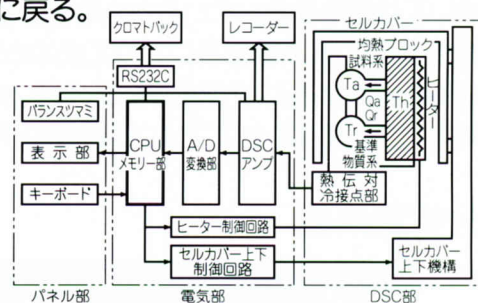 に戻る。
クロマトパック
レコーダー
セルカバー
均熱ブロック
試料系
RS232C
Ta
Th
ヒーター
Qa
Qr
Tr
基準
物質系
バランスツマミ
表示部
キーボード
CPU
メモリー部
A/D
変換部
DSC
アンプ
熱伝対
冷接点部
ヒーター制御回路
セルカバー上下
制御回路
セルカバー
上下機構
パネル部
電気部
DSC部